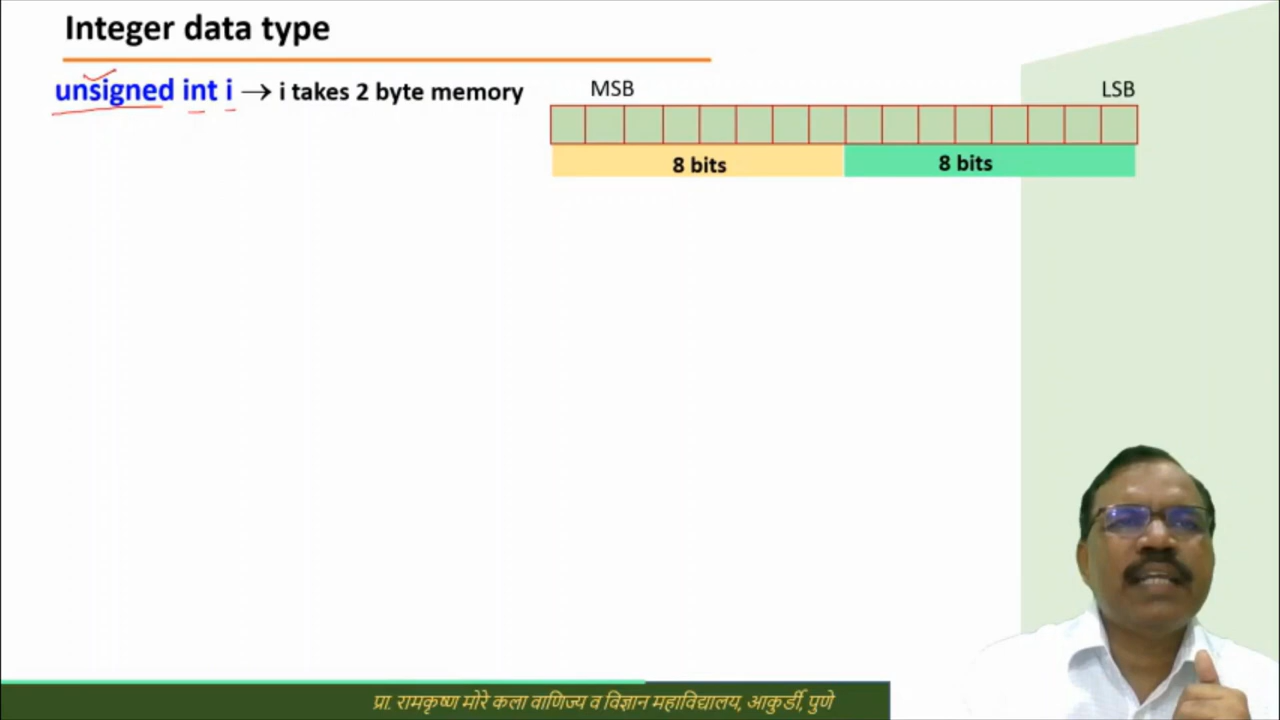 Integer data type
unsigned int i → i takes 2 byte memory
MSB LSB
8 bits 8 bits
प्रा. रामकृष्ण मोरे कला वाणिज्य व विज्ञान महाविद्यालय, आकुर्डी, पुणे